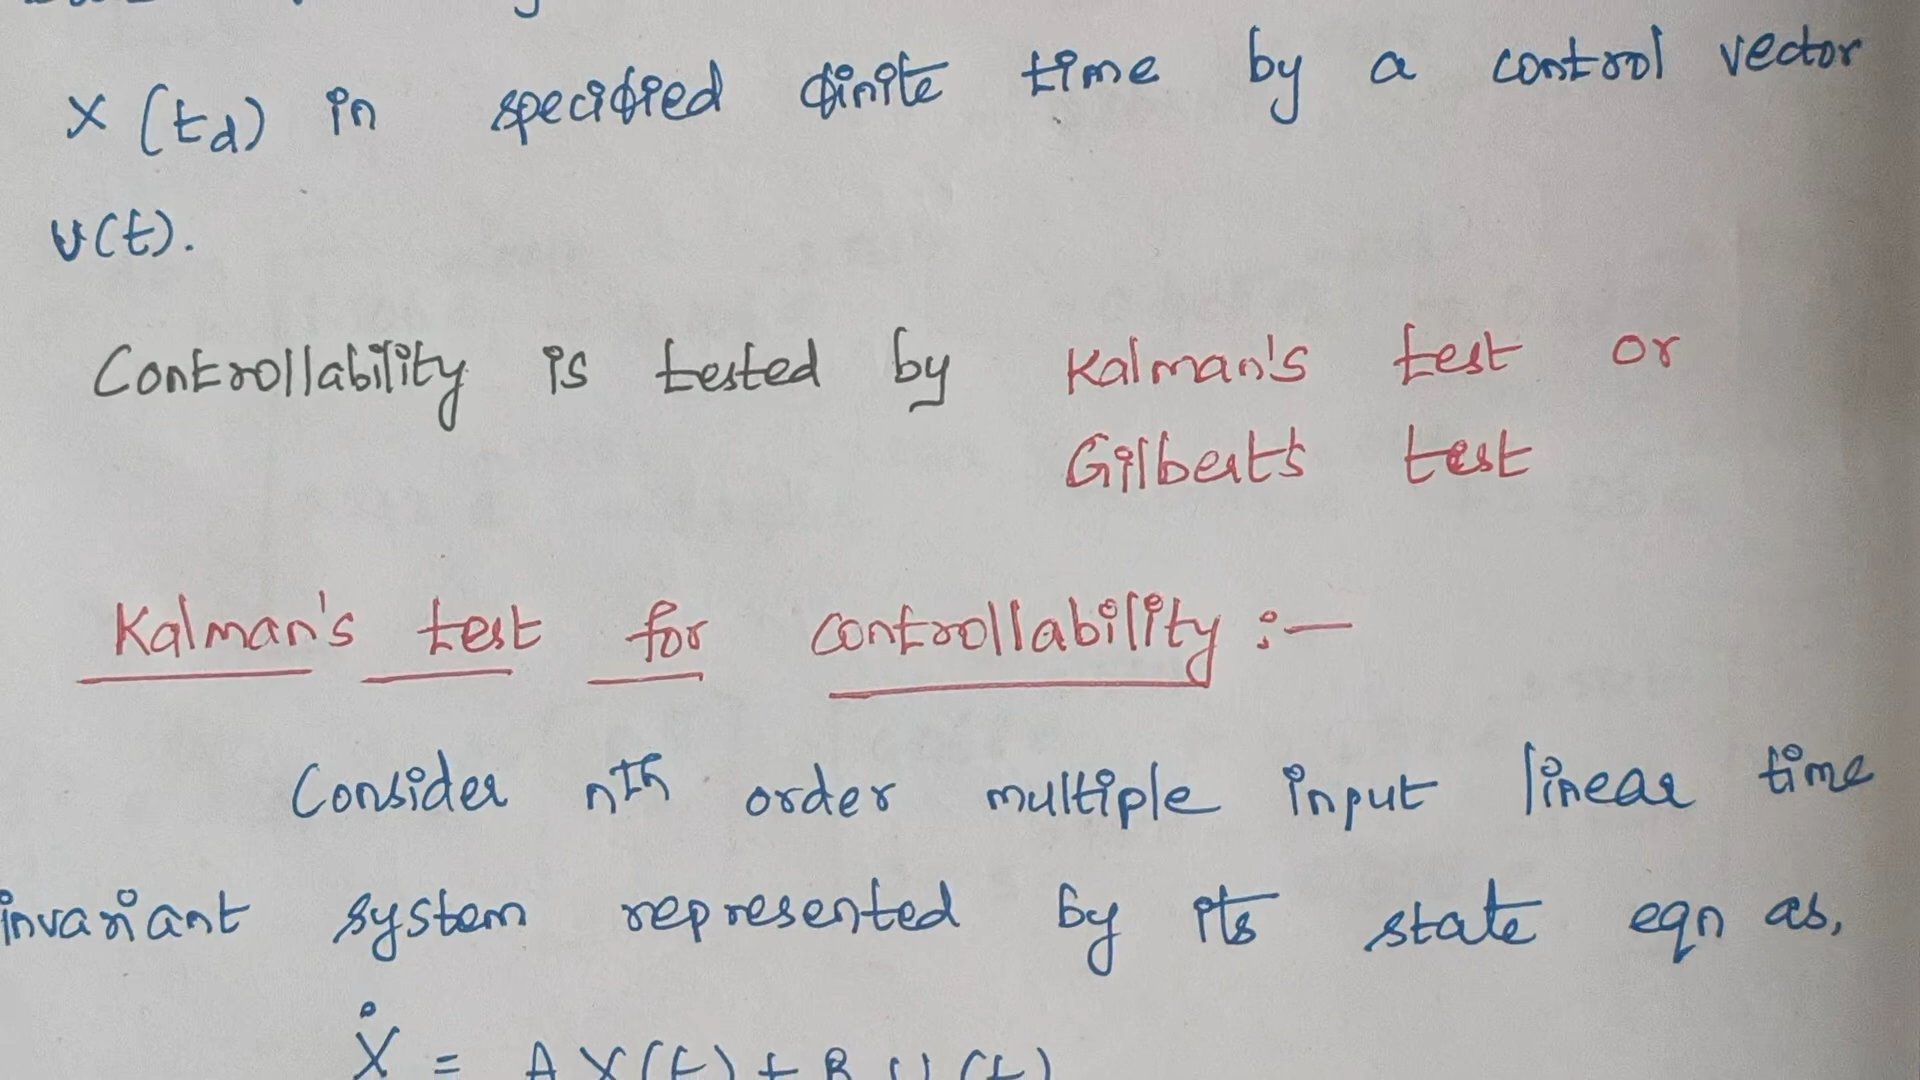 X (td) in specified finite time by a control vector
U(t).
Controllability is tested by Kalman's test or
Gilbert's test
Kalman's test for controllability :-
Consider nth order multiple input linear time
invariant system represented by its state eqn as,
Ẋ = A X(t) + B U(t)